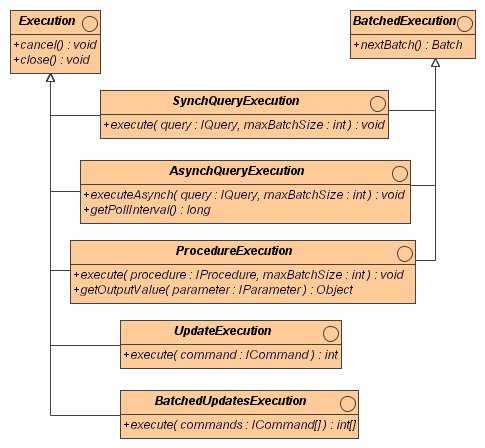 Execution
+cancel() : void
+close() : void
BatchedExecution
+nextBatch() : Batch
SynchQueryExecution
+execute( query : IQuery, maxBatchSize : int ) : void
AsynchQueryExecution
+executeAsynch( query : IQuery, maxBatchSize : int ) : void
+getPollInterval() : long
ProcedureExecution
+execute( procedure : IProcedure, maxBatchSize : int ) : void
+getOutputValue( parameter : IParameter ) : Object
UpdateExecution
+execute( command : ICommand ) : int
BatchedUpdatesExecution
+execute( commands : ICommand[] ) : int[]